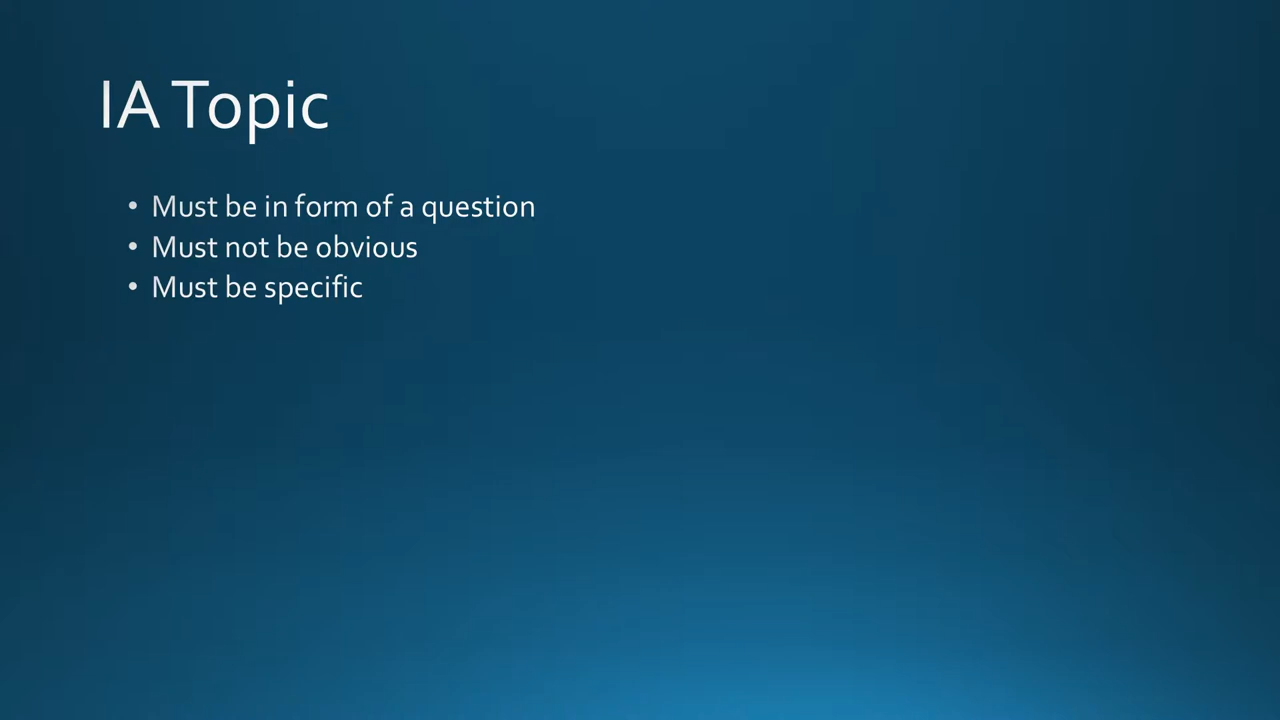 IA Topic
• Must be in form of a question
• Must not be obvious
• Must be specific